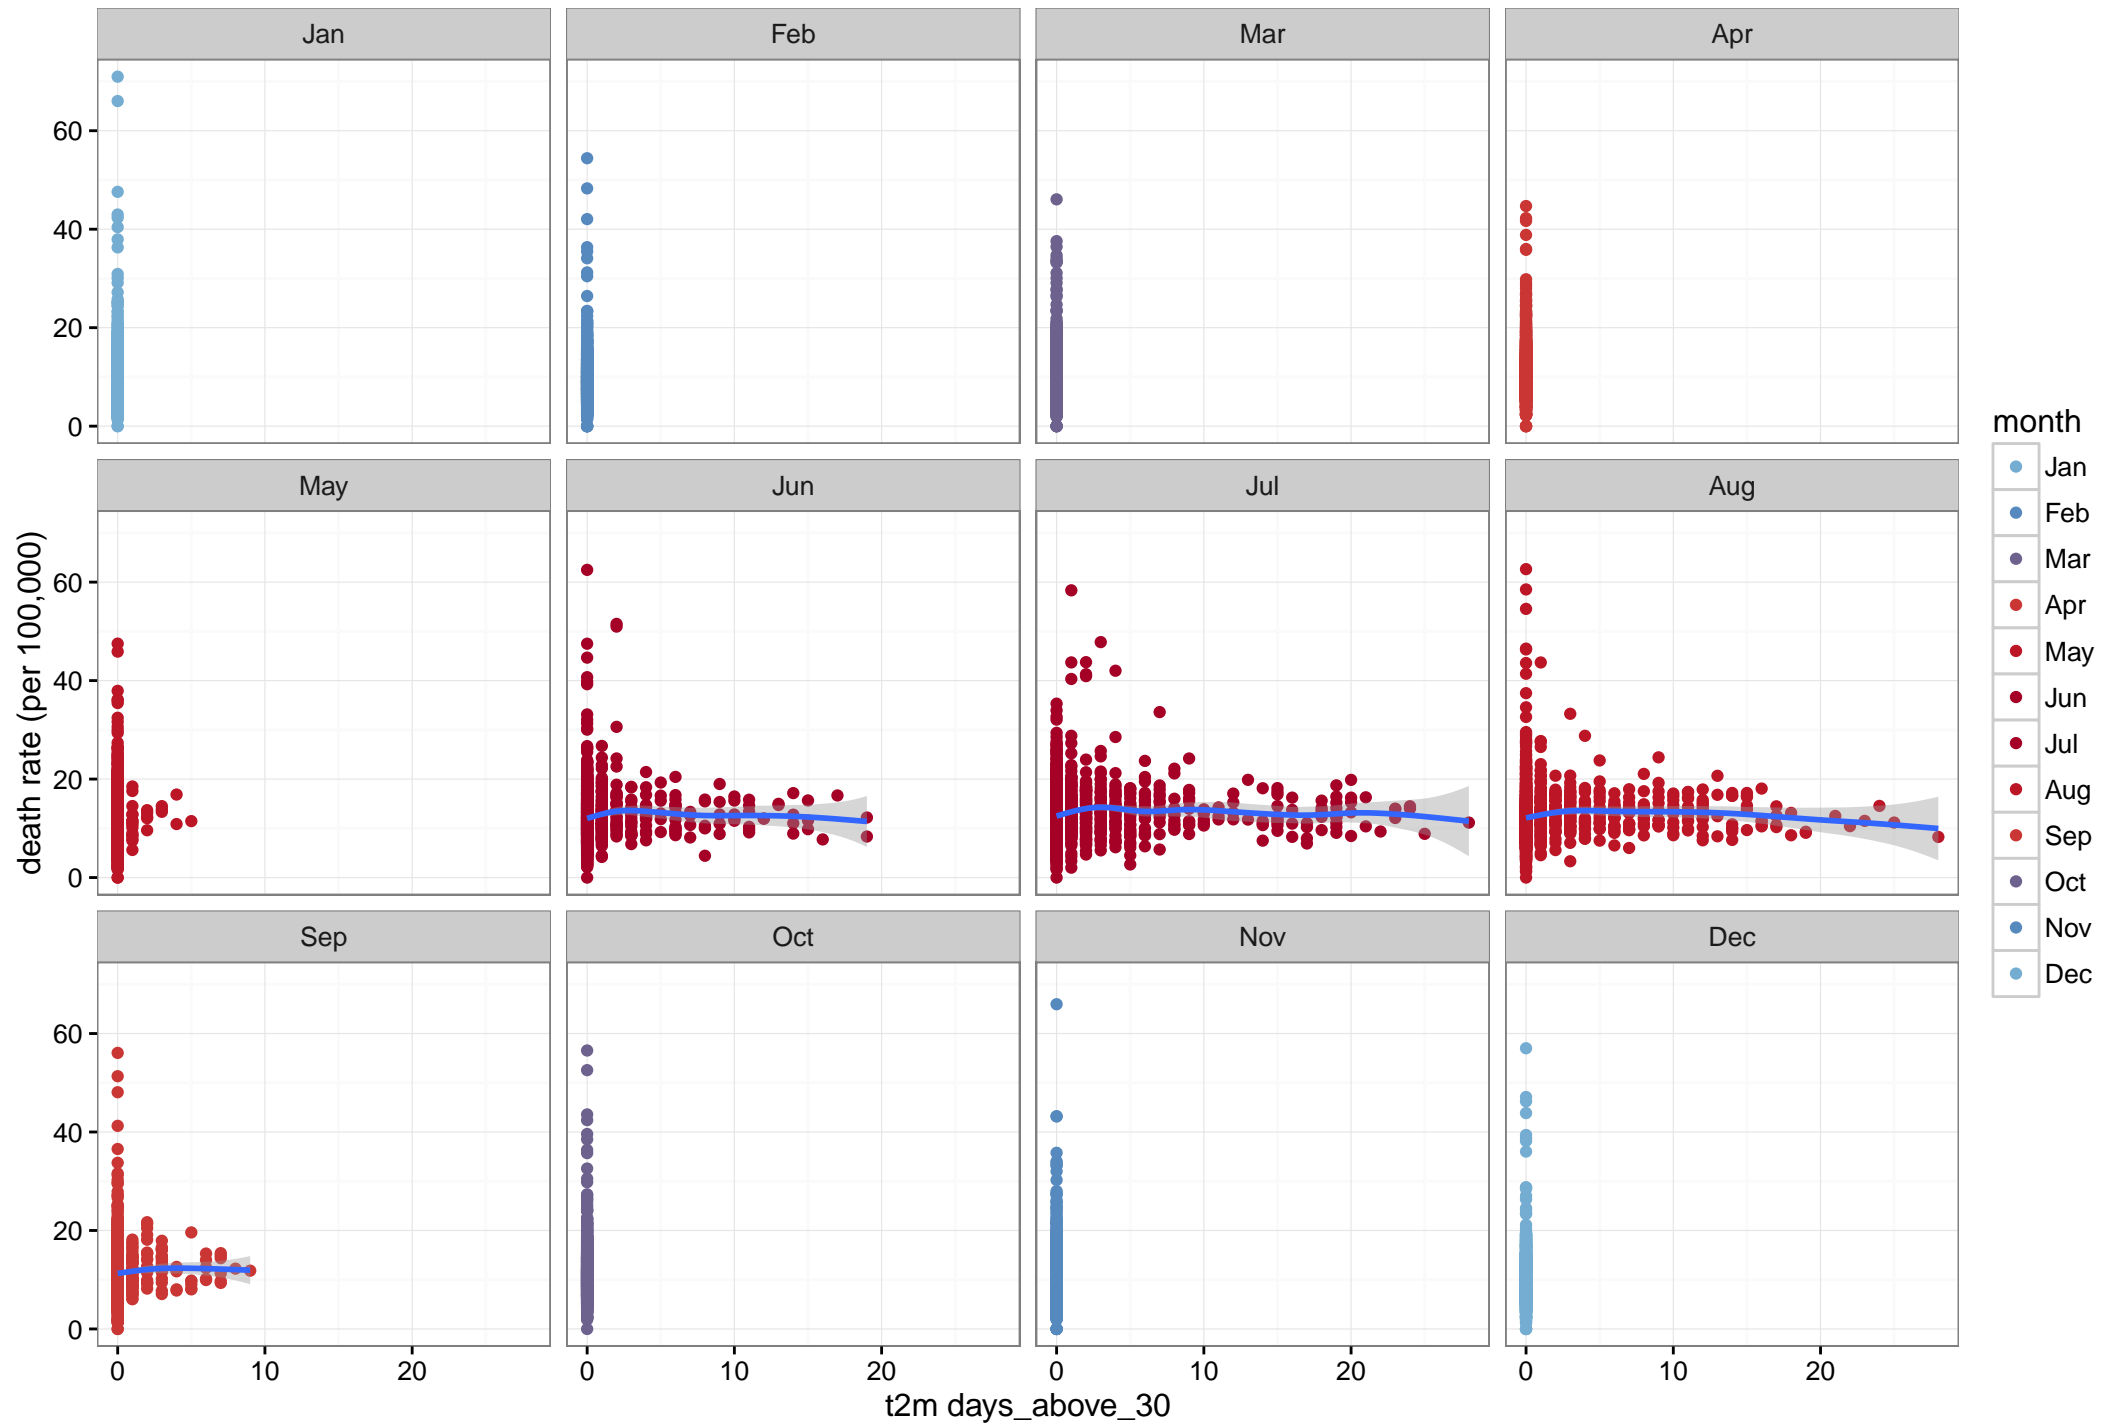 Jan Feb Mar Apr
60
40
20
0
May Jun Jul Aug
60
40
20
0
Sep Oct Nov Dec
60
40
20
0
0 10 20 0 10 20 0 10 20 0 10 20
t2m days_above_30
death rate (per 100,000)
month
Jan
Feb
Mar
Apr
May
Jun
Jul
Aug
Sep
Oct
Nov
Dec